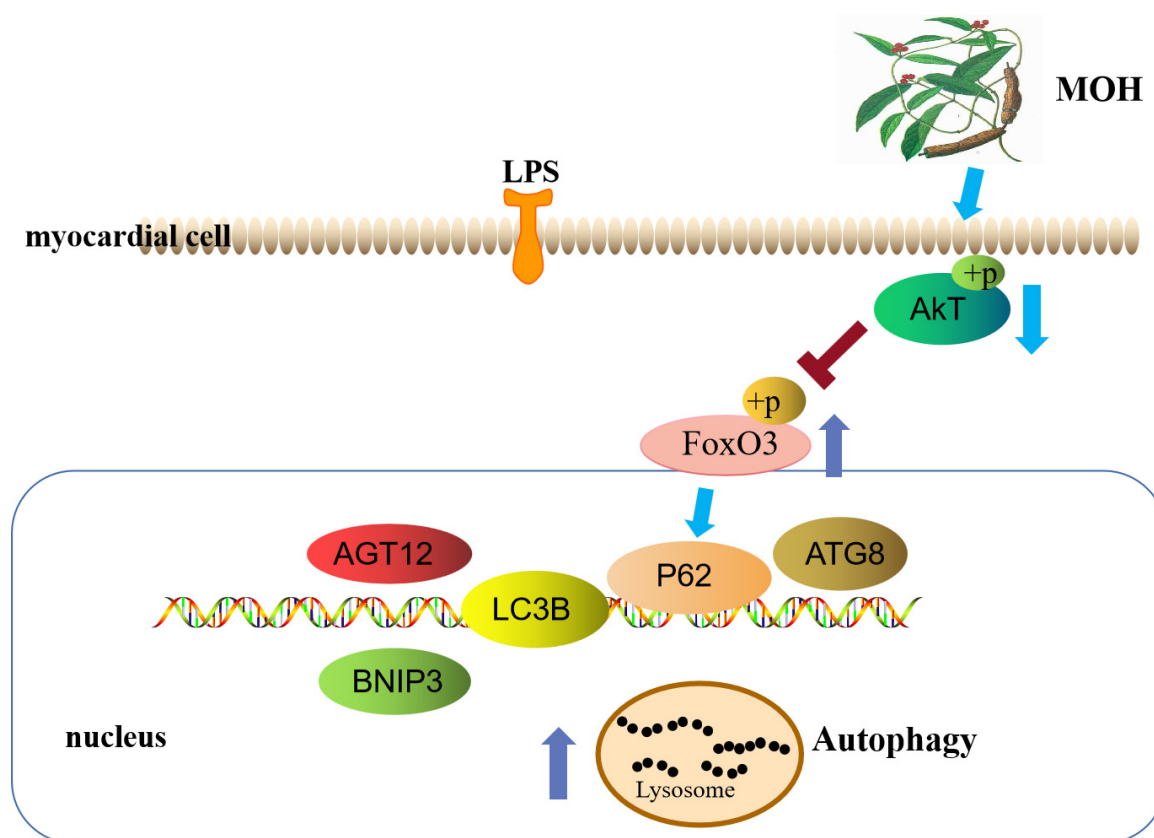 MOH
LPS
myocardial cell
+p
AkT
+p
FoxO3
AGT12
P62
ATG8
LC3B
BNIP3
nucleus
Autophagy
Lysosome